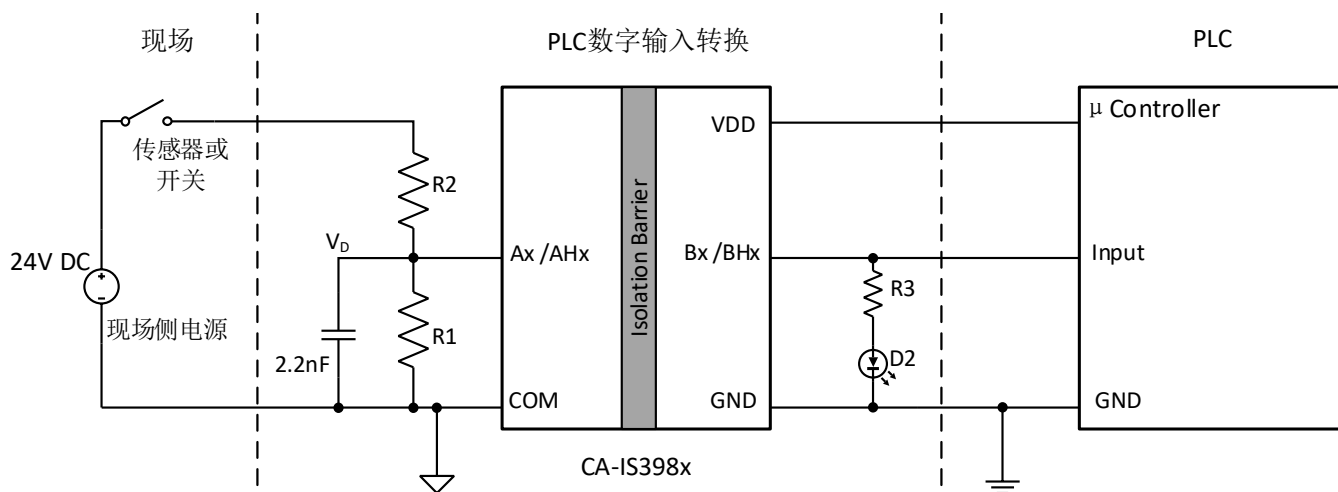 现场
PLC数字输入转换
PLC
μ Controller
VDD
传感器或
开关
R2
Isolation Barrier
V_D
24V DC
Ax /AHx
Bx /BHx
Input
R3
现场侧电源
R1
2.2nF
D2
COM
GND
GND
CA-IS398x